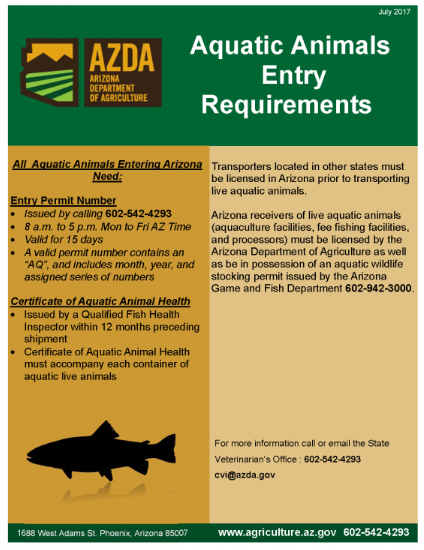 July 2017
AZDA
ARIZONA
DEPARTMENT
OF AGRICULTURE
Aquatic Animals
Entry
Requirements
All Aquatic Animals Entering Arizona
Need:
Entry Permit Number
• Issued by calling 602-542-4293
• 8 a.m. to 5 p.m. Mon to Fri AZ Time
• Valid for 15 days
• A valid permit number contains an
"AQ", and includes month, year, and
assigned series of numbers
Certificate of Aquatic Animal Health
• Issued by a Qualified Fish Health
Inspector within 12 months preceding
shipment
• Certificate of Aquatic Animal Health
must accompany each container of
aquatic live animals
Transporters located in other states must
be licensed in Arizona prior to transporting
live aquatic animals.
Arizona receivers of live aquatic animals
(aquaculture facilities, fee fishing facilities,
and processors) must be licensed by the
Arizona Department of Agriculture as well
as be in possession of an aquatic wildlife
stocking permit issued by the Arizona
Game and Fish Department 602-942-3000.
For more information call or email the State
Veterinarian's Office : 602-542-4293
cvi@azda.gov
1688 West Adams St. Phoenix, Arizona 85007
www.agriculture.az.gov 602-542-4293